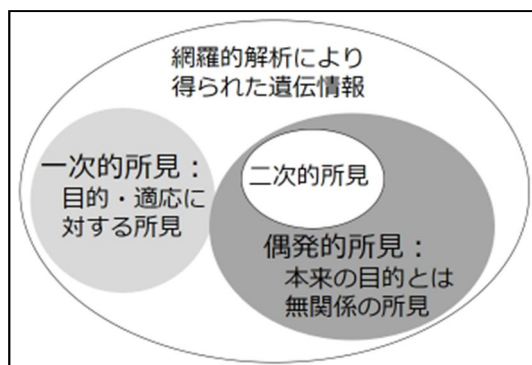 網羅的解析により
得られた遺伝情報
一次的所見：
目的・適応に
対する所見
二次的所見
偶発的所見：
本来の目的とは
無関係の所見